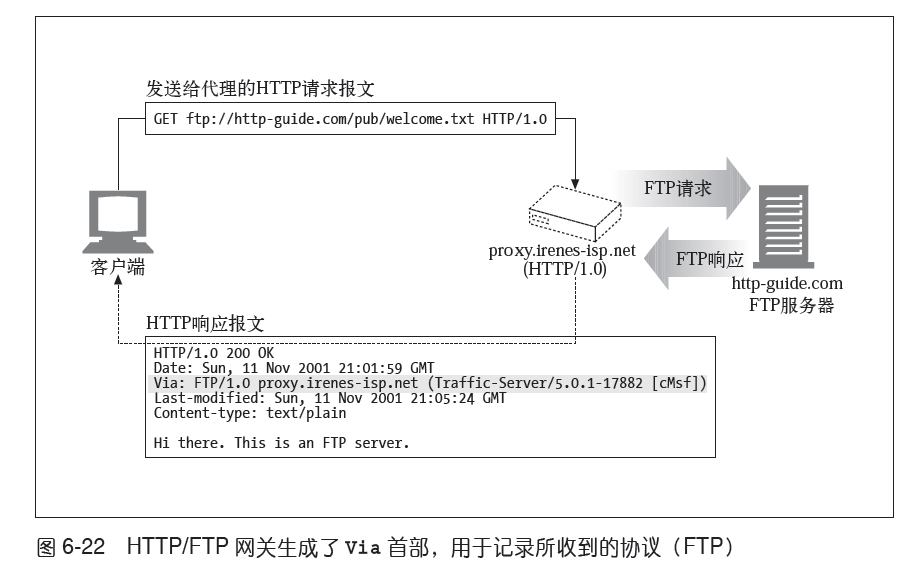 发送给代理的HTTP请求报文
GET ftp://http-guide.com/pub/welcome.txt HTTP/1.0
FTP请求
proxy.irenes-isp.net
(HTTP/1.0)
FTP响应
客户端
http-guide.com
FTP服务器
HTTP响应报文
HTTP/1.0 200 OK
Date: Sun, 11 Nov 2001 21:01:59 GMT
Via: FTP/1.0 proxy.irenes-isp.net (Traffic-Server/5.0.1-17882 [cMsf])
Last-modified: Sun, 11 Nov 2001 21:05:24 GMT
Content-type: text/plain
Hi there. This is an FTP server.
图 6-22 HTTP/FTP 网关生成了 Via 首部，用于记录所收到的协议（FTP）